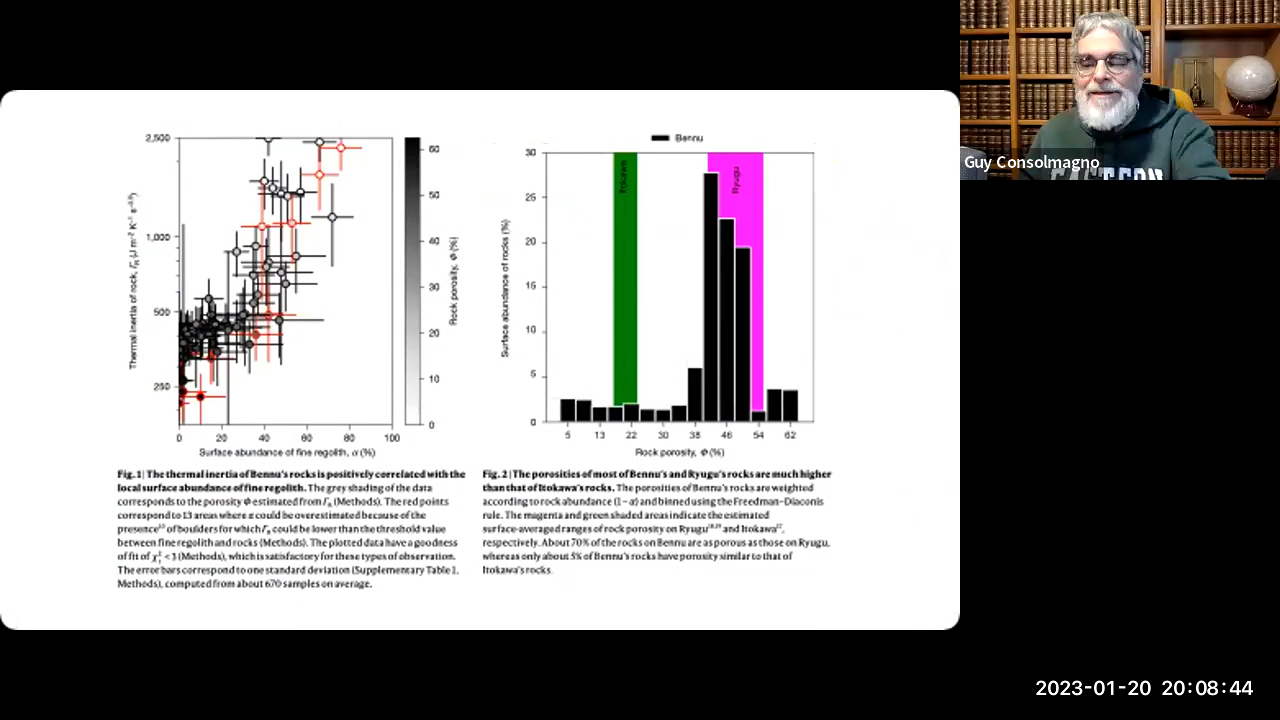 Guy Consolmagno
EASTERN
2,500
1,000
500
250
0
20
40
60
80
100
Surface abundance of fine regolith, α (%)
60
50
40
30
20
10
0
Rock porosity, Φ (%)
Bennu
Itokawa
Ryugu
30
25
20
15
10
5
0
Surface abundance of rocks (%)
5
13
22
30
38
46
54
62
Rock porosity, Φ (%)
Fig. 1 | The thermal inertia of Bennu's rocks is positively correlated with the
local surface abundance of fine regolith. The grey shading of the data
corresponds to the porosity Φ estimated from Γ_R (Methods). The red points
correspond to 13 areas where α could be overestimated because of the
presence of boulders for which Γ_R could be lower than the threshold value
between fine regolith and rocks (Methods). The plotted data have a goodness
of fit of χ² < 3 (Methods), which is satisfactory for these types of observation.
The error bars correspond to one standard deviation (Supplementary Table 1,
Methods), computed from about 670 samples on average.
Fig. 2 | The porosities of most of Bennu's and Ryugu's rocks are much higher
than that of Itokawa's rocks. The porosities of Bennu's rocks are weighted
according to rock abundance (1 − α) and binned using the Freedman–Diaconis
rule. The magenta and green shaded areas indicate the estimated
surface-averaged ranges of rock porosity on Ryugu and Itokawa,
respectively. About 70% of the rocks on Bennu are as porous as those on Ryugu,
whereas only about 5% of Bennu's rocks have porosity similar to that of
Itokawa's rocks.
2023-01-20 20:08:44